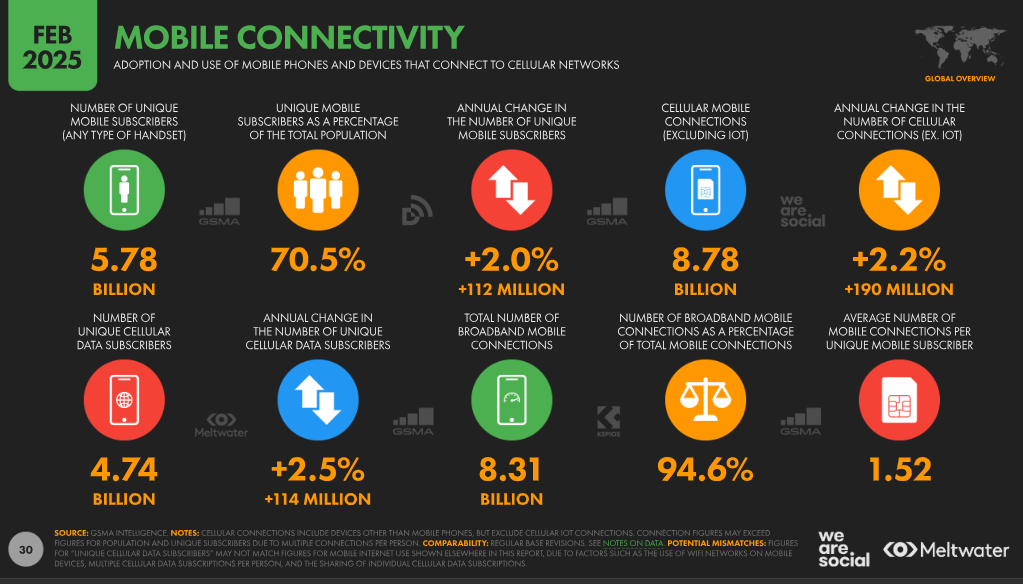 FEB
2025
MOBILE CONNECTIVITY
ADOPTION AND USE OF MOBILE PHONES AND DEVICES THAT CONNECT TO CELLULAR NETWORKS
GLOBAL OVERVIEW
NUMBER OF UNIQUE
MOBILE SUBSCRIBERS
(ANY TYPE OF HANDSET)
5.78
BILLION
UNIQUE MOBILE
SUBSCRIBERS AS A PERCENTAGE
OF THE TOTAL POPULATION
70.5%
ANNUAL CHANGE IN
THE NUMBER OF UNIQUE
MOBILE SUBSCRIBERS
+2.0%
+112 MILLION
CELLULAR MOBILE
CONNECTIONS
(EXCLUDING IOT)
8.78
BILLION
ANNUAL CHANGE IN THE
NUMBER OF CELLULAR
CONNECTIONS (EX. IOT)
+2.2%
+190 MILLION
GSMA
GSMA
we
are
social
NUMBER OF
UNIQUE CELLULAR
DATA SUBSCRIBERS
4.74
BILLION
ANNUAL CHANGE IN
THE NUMBER OF UNIQUE
CELLULAR DATA SUBSCRIBERS
+2.5%
+114 MILLION
TOTAL NUMBER OF
BROADBAND MOBILE
CONNECTIONS
8.31
BILLION
NUMBER OF BROADBAND MOBILE
CONNECTIONS AS A PERCENTAGE
OF TOTAL MOBILE CONNECTIONS
94.6%
AVERAGE NUMBER OF
MOBILE CONNECTIONS PER
UNIQUE MOBILE SUBSCRIBER
1.52
Meltwater
GSMA
KEPIOS
GSMA
30
SOURCE: GSMA INTELLIGENCE. NOTES: CELLULAR CONNECTIONS INCLUDE DEVICES OTHER THAN MOBILE PHONES, BUT EXCLUDE CELLULAR IOT CONNECTIONS. CONNECTION FIGURES MAY EXCEED
FIGURES FOR POPULATION AND UNIQUE SUBSCRIBERS DUE TO MULTIPLE CONNECTIONS PER PERSON. COMPARABILITY: REGULAR BASE REVISIONS. SEE NOTES ON DATA. POTENTIAL MISMATCHES: FIGURES
FOR "UNIQUE CELLULAR DATA SUBSCRIBERS" MAY NOT MATCH FIGURES FOR MOBILE INTERNET USE SHOWN ELSEWHERE IN THIS REPORT, DUE TO FACTORS SUCH AS THE USE OF WIFI NETWORKS ON MOBILE
DEVICES, MULTIPLE CELLULAR DATA SUBSCRIPTIONS PER PERSON, AND THE SHARING OF INDIVIDUAL CELLULAR DATA SUBSCRIPTIONS.
we
are
social
Meltwater